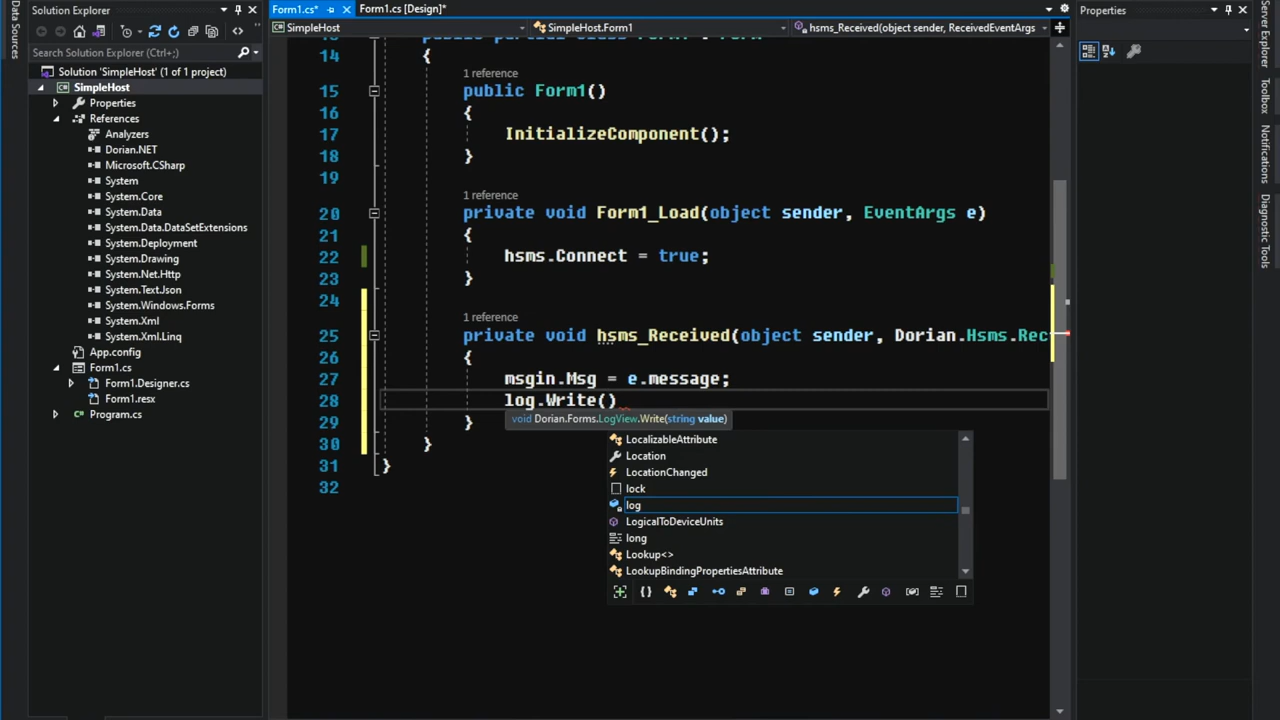 Data Sources
Solution Explorer
Search Solution Explorer (Ctrl+;)
Solution 'SimpleHost' (1 of 1 project)
SimpleHost
Properties
References
Analyzers
Dorian.NET
Microsoft.CSharp
System
System.Core
System.Data
System.Data.DataSetExtensions
System.Deployment
System.Drawing
System.Net.Http
System.Text.Json
System.Windows.Forms
System.Xml
System.Xml.Linq
App.config
Form1.cs
Form1.Designer.cs
Form1.resx
Program.cs
Form1.cs*
Form1.cs [Design]*
SimpleHost
SimpleHost.Form1
hsms_Received(object sender, ReceivedEventArgs
14 {
1 reference
15 public Form1()
16 {
17 InitializeComponent();
18 }
19
1 reference
20 private void Form1_Load(object sender, EventArgs e)
21 {
22 hsms.Connect = true;
23 }
24
1 reference
25 private void hsms_Received(object sender, Dorian.Hsms.Rec
26 {
27 msgin.Msg = e.message;
28 log.Write()
29 }
30 }
31 }
32
void Dorian.Forms.LogView.Write(string value)
LocalizableAttribute
Location
LocationChanged
lock
log
LogicalToDeviceUnits
long
Lookup<>
LookupBindingPropertiesAttribute
Properties
Server Explorer
Toolbox
Notifications
Diagnostic Tools